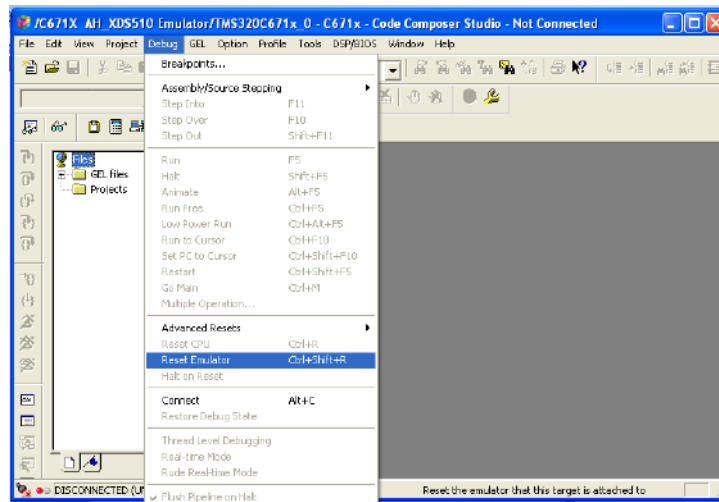 /C671X AH_XDS510 Emulator/TMS320C671x_0 - C671x - Code Composer Studio - Not Connected
File Edit View Project Debug GEL Option Profile Tools DSP/BIOS Window Help
Breakpoints...
Assembly/Source Stepping
Step Into F11
Step Over F10
Step Out Shift+F11
Run F5
Halt Shift+F5
Animate Alt+F5
Run Free Ctrl+F5
Low Power Run Ctrl+Alt+F5
Run to Cursor Ctrl+F10
Set PC to Cursor Ctrl+Shift+F10
Restart Ctrl+Shift+F5
Go Main Ctrl+M
Multiple Operation...
Advanced Resets
Reset CPU Ctrl+R
Reset Emulator Ctrl+Shift+R
Halt on Reset
Connect Alt+C
Restore Debug State
Thread Level Debugging
Real-time Mode
Rude Real-time Mode
Flush Pipeline on Halt
Files
GEL files
Projects
DISCONNECTED (U
Reset the emulator that this target is attached to